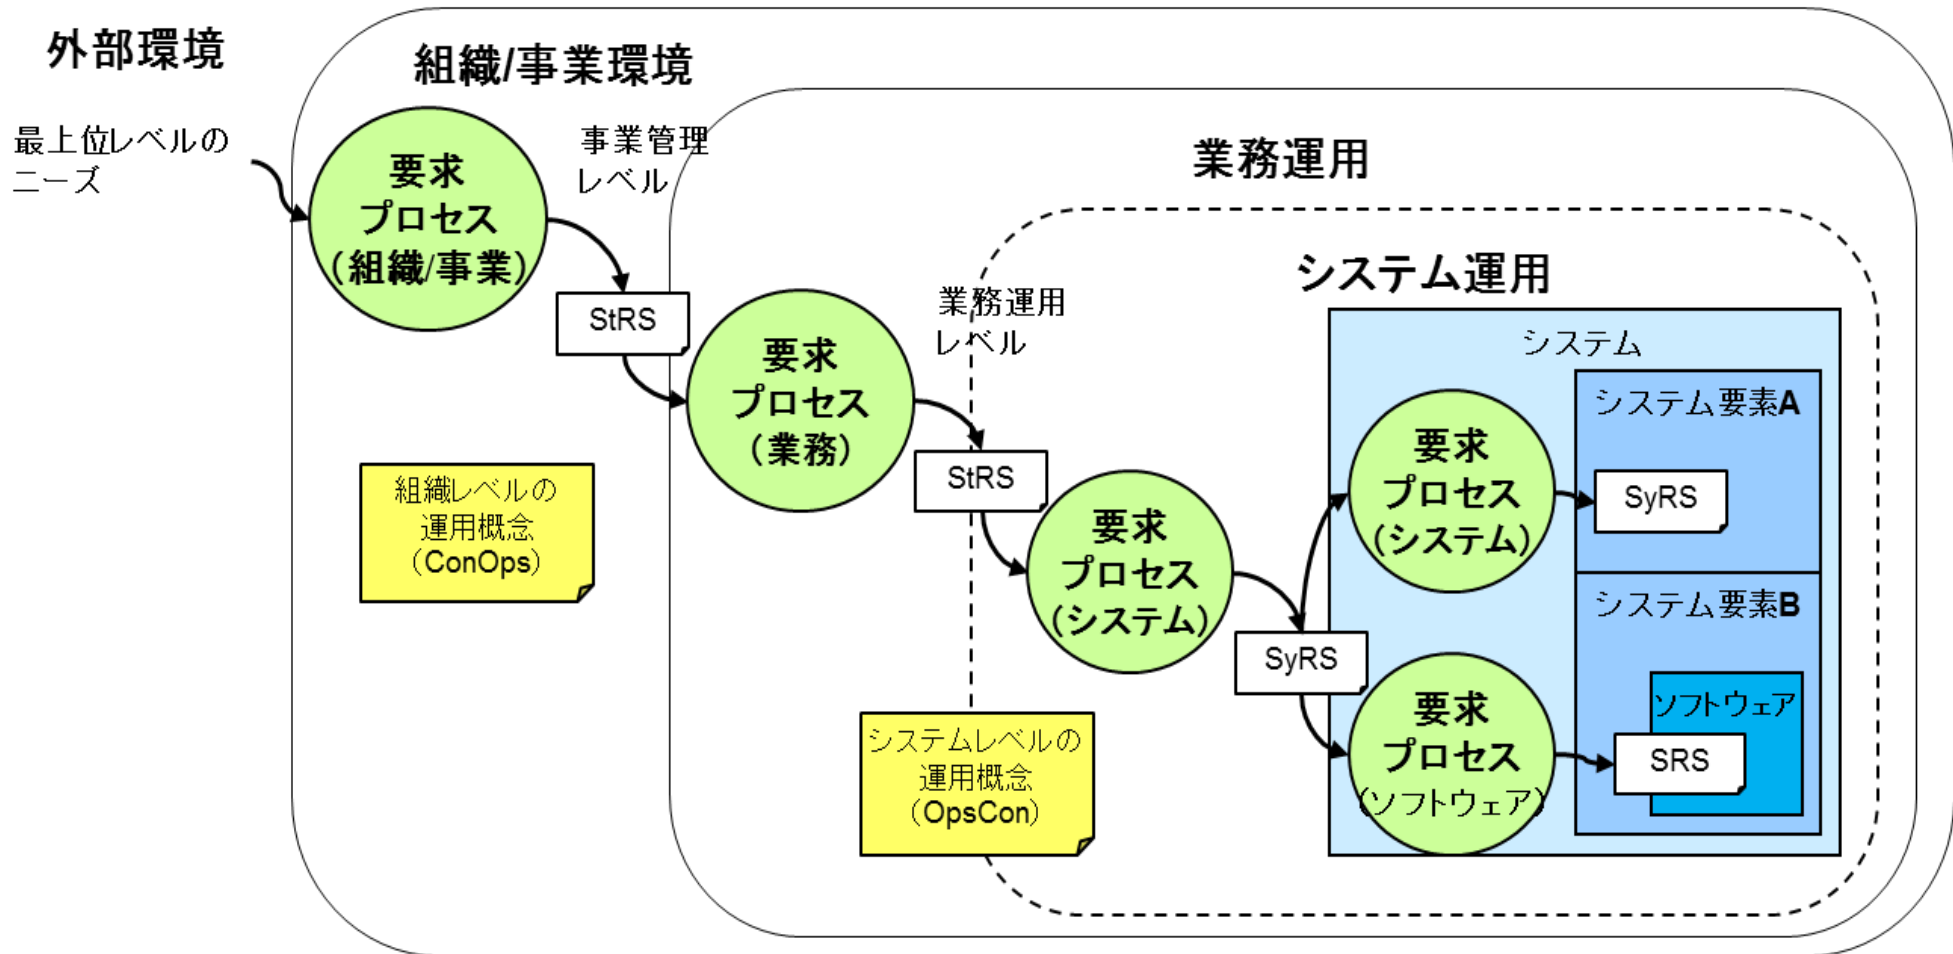 外部環境
組織/事業環境
最上位レベルの
ニーズ
要求
プロセス
（組織/事業）
事業管理
レベル
StRS
業務運用
要求
プロセス
（業務）
業務運用
レベル
StRS
システム運用
システム
要求
プロセス
（システム）
SyRS
要求
プロセス
（システム）
システム要素A
SyRS
システム要素B
要求
プロセス
（ソフトウェア）
ソフトウェア
SRS
組織レベルの
運用概念
（ConOps）
システムレベルの
運用概念
（OpsCon）